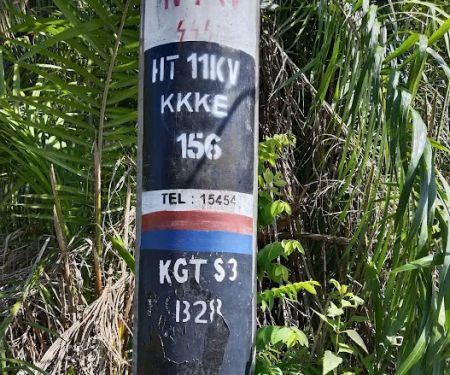 HT 11KV
KKKE
156
TEL : 15454
KGT S3
B28